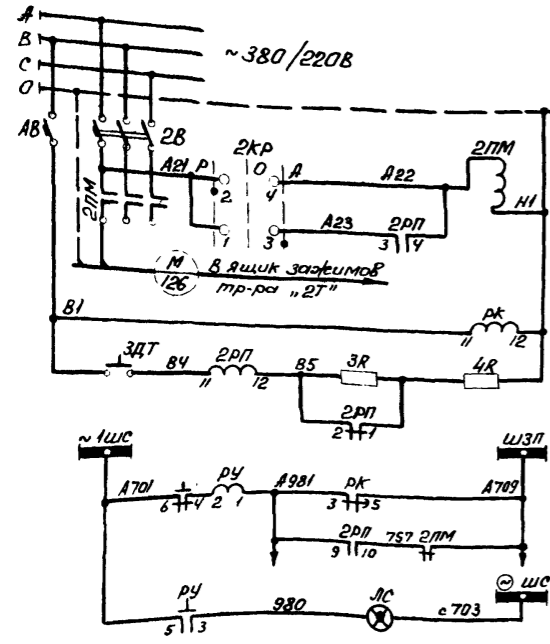 А
В
С
О
~380/220В
АВ
2В
А21
Р
2КР
О
А
2ПМ
2
4
А22
2ПМ
1
3
А23
2РП
3 4
Н1
М
126
В ящик зажимов
тр-ра „2Т"
В1
РК
11 12
ЗДТ
В4
2РП
11 12
В5
3R
4R
2РП
2 1
~1ШС
ШЗП
А701
6 4
РУ
2 1
А981
РК
3 5
А709
2РП
9 10
757 2ПМ
~ ШС
РУ
5 3
980
ЛС
с703